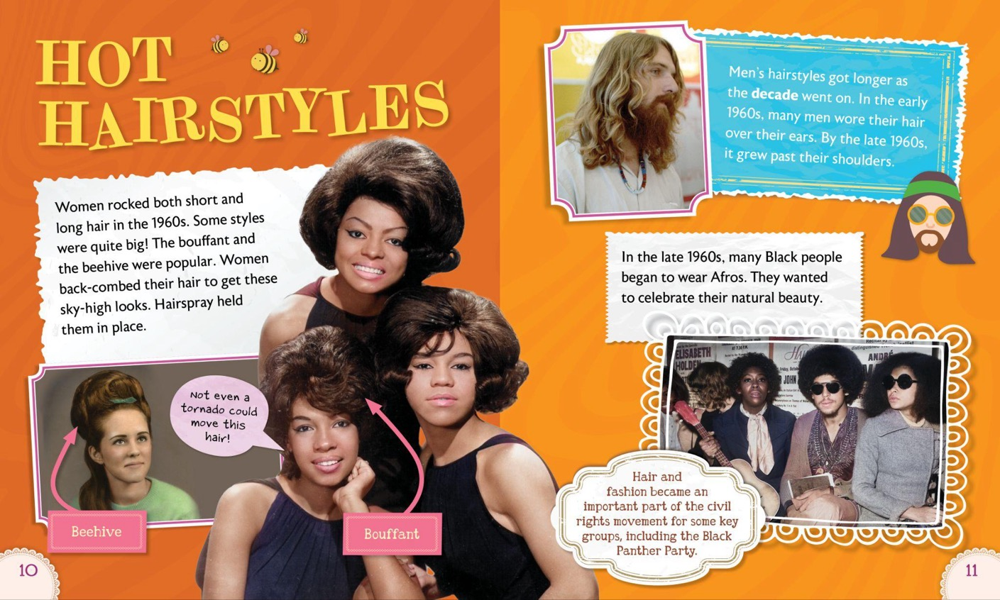 HOT
HAIRSTYLES
Women rocked both short and
long hair in the 1960s. Some styles
were quite big! The bouffant and
the beehive were popular. Women
back-combed their hair to get these
sky-high looks. Hairspray held
them in place.
Not even a
tornado could
move this
hair!
Beehive
Bouffant
10
Men's hairstyles got longer as
the decade went on. In the early
1960s, many men wore their hair
over their ears. By the late 1960s,
it grew past their shoulders.
In the late 1960s, many Black people
began to wear Afros. They wanted
to celebrate their natural beauty.
ELISABETH
HOLDEN
ANDRÉ
JOHN
Hair and
fashion became an
important part of the civil
rights movement for some key
groups, including the Black
Panther Party.
11